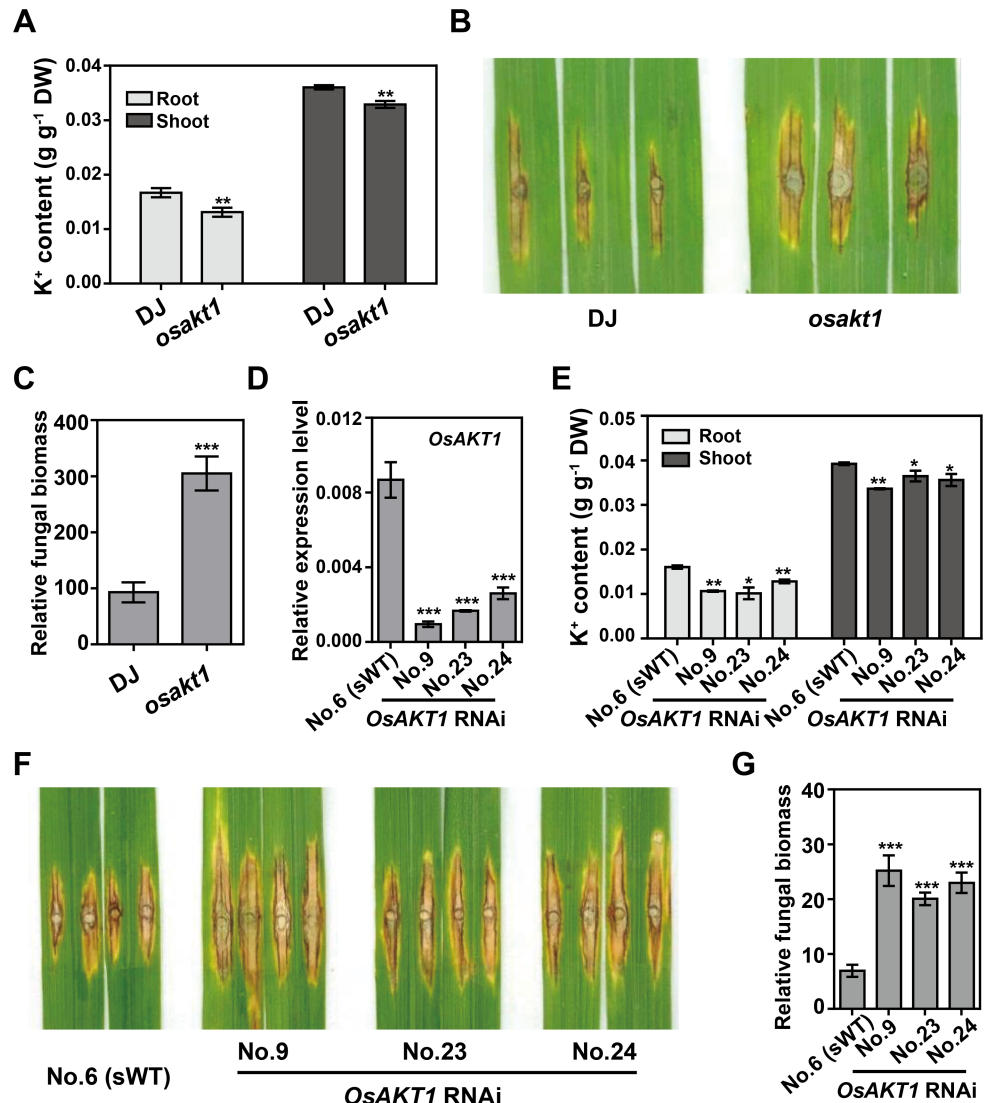 A
K⁺ content (g g⁻¹ DW)
0.04
0.03
0.02
0.01
0.00
Root
Shoot
**
**
DJ
osakt1
DJ
osakt1
B
DJ
osakt1
C
Relative fungal biomass
400
300
200
100
0
***
DJ
osakt1
D
Relative expression level
0.012
0.008
0.004
0.000
OsAKT1
***
***
***
No.6 (sWT)
No.9
No.23
No.24
OsAKT1 RNAi
E
K⁺ content (g g⁻¹ DW)
0.05
0.04
0.03
0.02
0.01
0.00
Root
Shoot
**
*
**
**
*
*
No.6 (sWT)
No.9
No.23
No.24
OsAKT1 RNAi
No.6 (sWT)
No.9
No.23
No.24
OsAKT1 RNAi
F
No.6 (sWT)
No.9
No.23
No.24
OsAKT1 RNAi
G
Relative fungal biomass
40
30
20
10
0
***
***
***
No.6 (sWT)
No.9
No.23
No.24
OsAKT1 RNAi